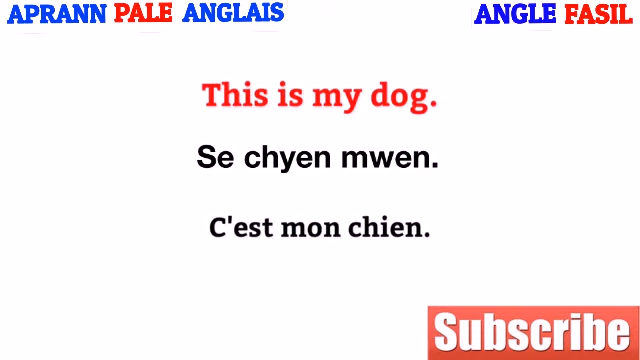 APRANN PALE ANGLAIS ANGLE FASIL
This is my dog.
Se chyen mwen.
C'est mon chien.
Subscribe